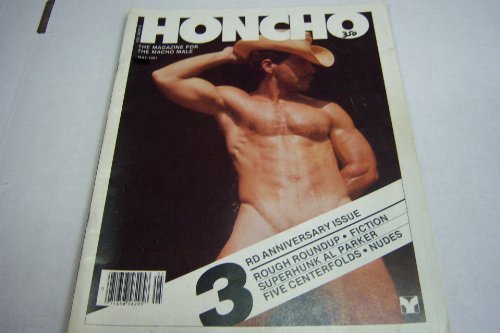 HONCHO
350
THE MAGAZINE FOR
THE MACHO MALE
MAY 1981
3
RD ANNIVERSARY ISSUE
ROUGH ROUNDUP • FICTION
SUPERHUNK AL PARKER
FIVE CENTERFOLDS • NUDES